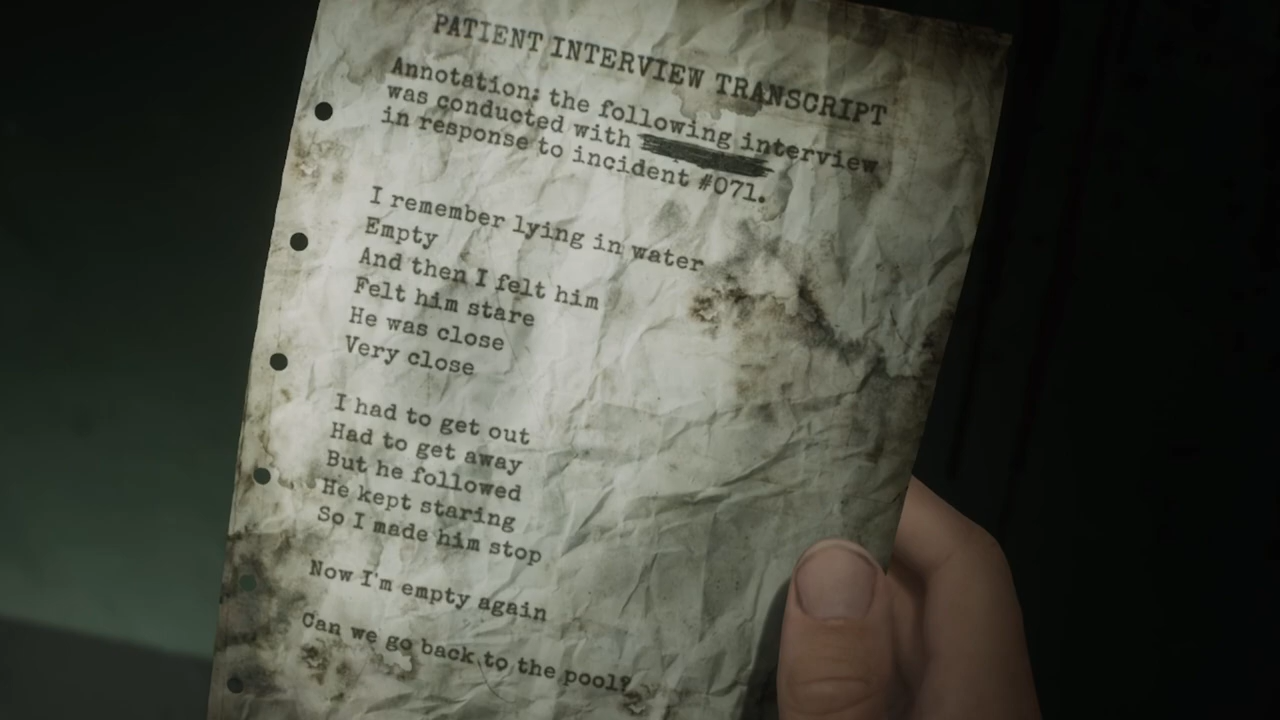 PATIENT INTERVIEW TRANSCRIPT
Annotation: the following interview
was conducted with
in response to incident #071.
I remember lying in water
Empty
And then I felt him
Felt him stare
He was close
Very close
I had to get out
Had to get away
But he followed
He kept staring
So I made him stop
Now I'm empty again
Can we go back to the pool?